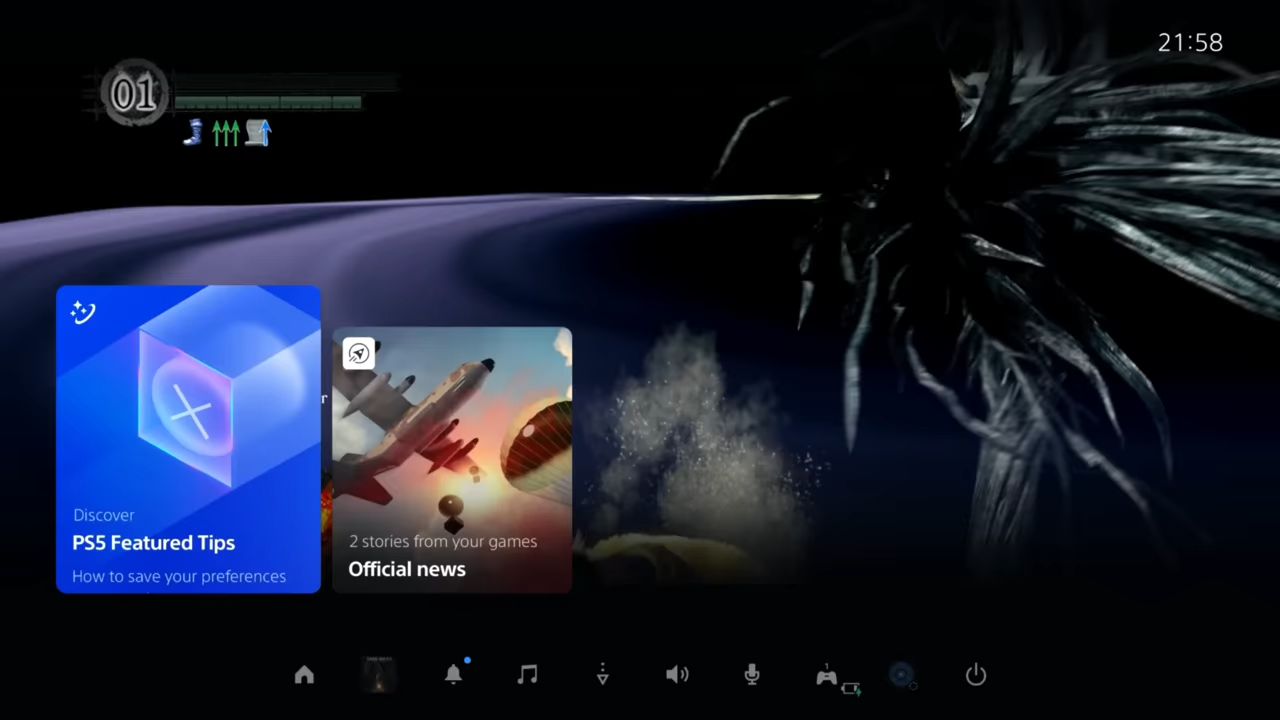 21:58
01
r
Discover
PS5 Featured Tips
How to save your preferences
2 stories from your games
Official news
1